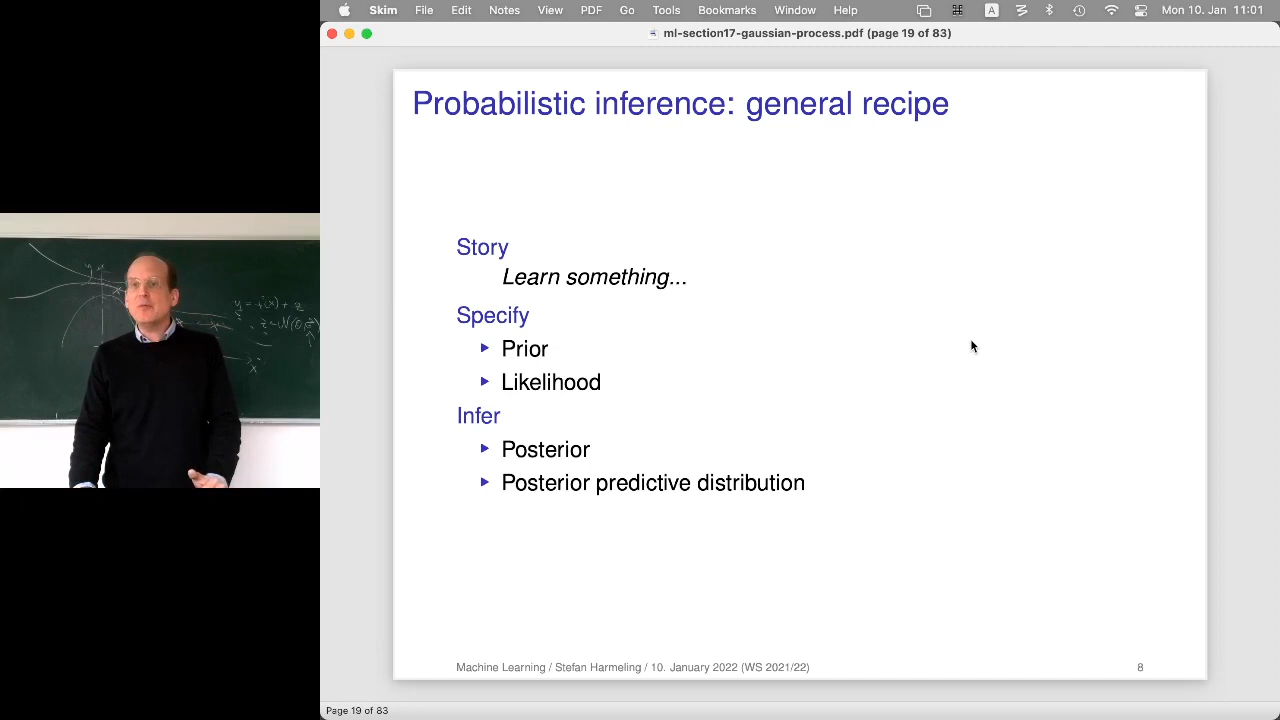 Skim File Edit Notes View PDF Go Tools Bookmarks Window Help A Mon 10. Jan 11:01
ml-section17-gaussian-process.pdf (page 19 of 83)
Probabilistic inference: general recipe
Story
Learn something...
Specify
▸ Prior
▸ Likelihood
Infer
▸ Posterior
▸ Posterior predictive distribution
Machine Learning / Stefan Harmeling / 10. January 2022 (WS 2021/22) 8
Page 19 of 83
y = f(x) + z